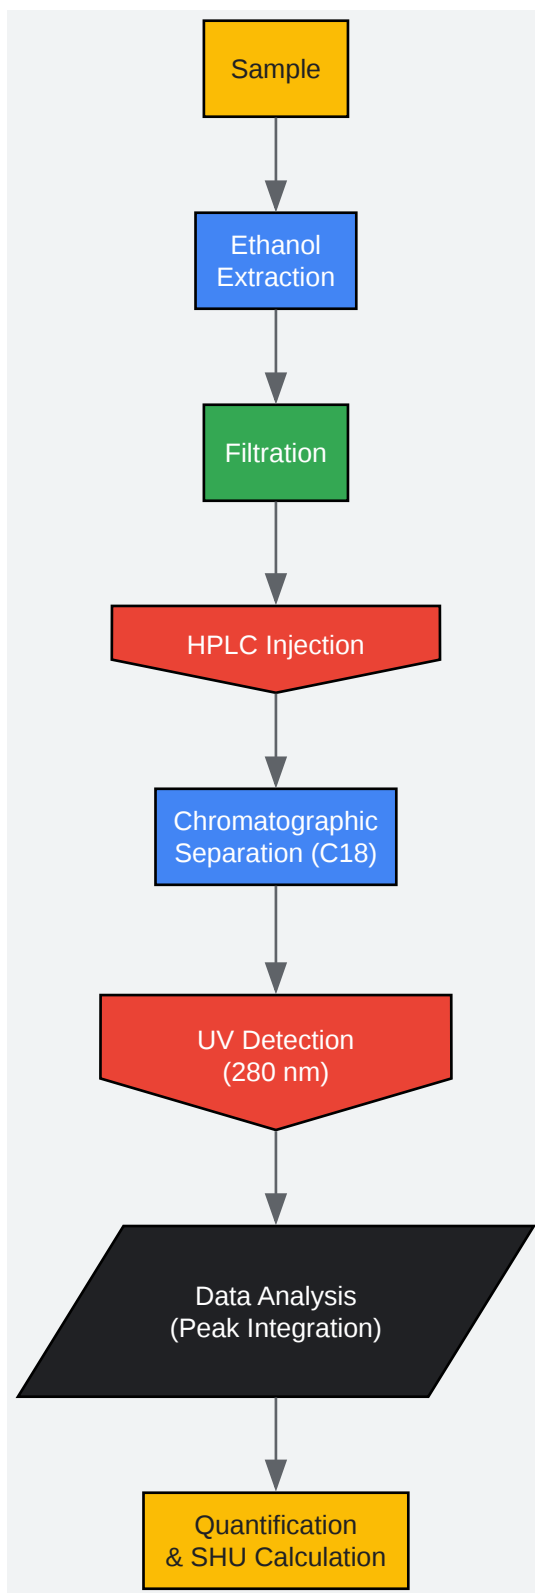 Sample
Ethanol
Extraction
Filtration
HPLC Injection
Chromatographic
Separation (C18)
UV Detection
(280 nm)
Data Analysis
(Peak Integration)
Quantification
& SHU Calculation